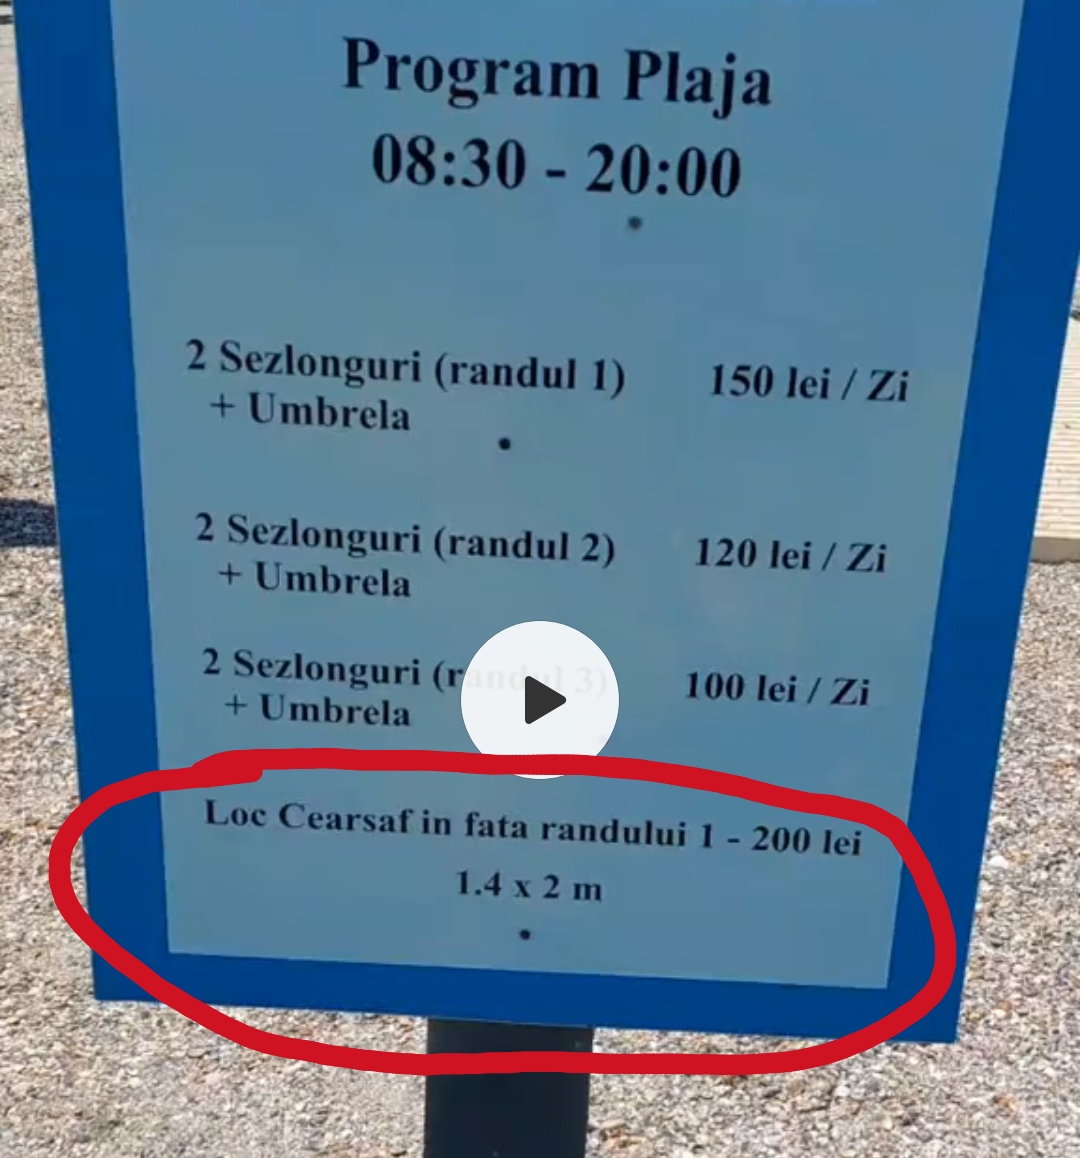 Program Plaja
08:30 - 20:00
2 Sezlonguri (randul 1) 150 lei / Zi
+ Umbrela
2 Sezlonguri (randul 2) 120 lei / Zi
+ Umbrela
2 Sezlonguri (randul 3) 100 lei / Zi
+ Umbrela
Loc Cearsaf in fata randului 1 - 200 lei
1.4 x 2 m